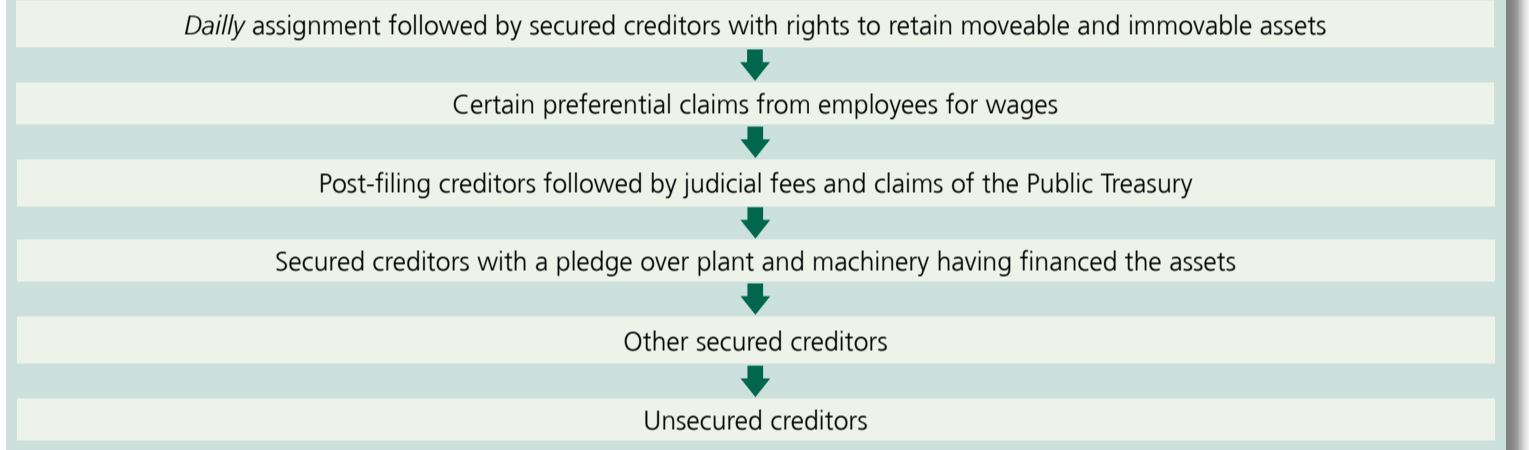 Dailly assignment followed by secured creditors with rights to retain moveable and immovable assets
Certain preferential claims from employees for wages
Post-filing creditors followed by judicial fees and claims of the Public Treasury
Secured creditors with a pledge over plant and machinery having financed the assets
Other secured creditors
Unsecured creditors